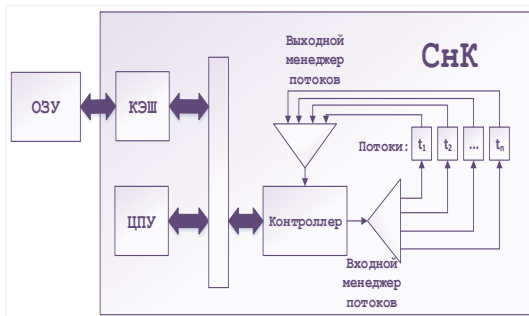 Выходной
менеджер
потоков
СнК
ОЗУ
КЭШ
Потоки:
t₁
t₂
...
tₙ
ЦПУ
Контроллер
Входной
менеджер
потоков